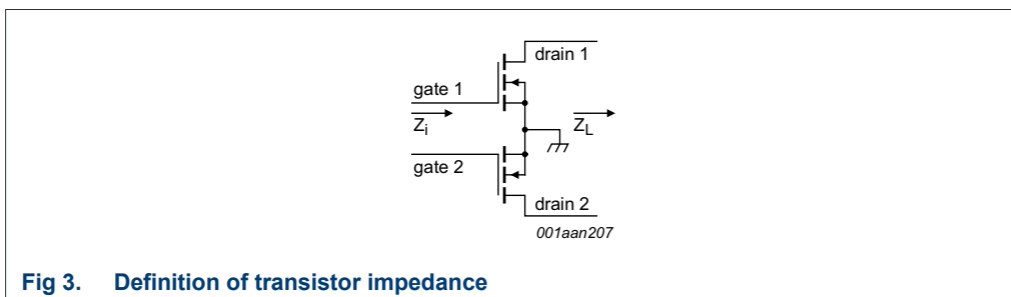 drain 1
gate 1
Zi
ZL
gate 2
drain 2
001aan207
Fig 3. Definition of transistor impedance